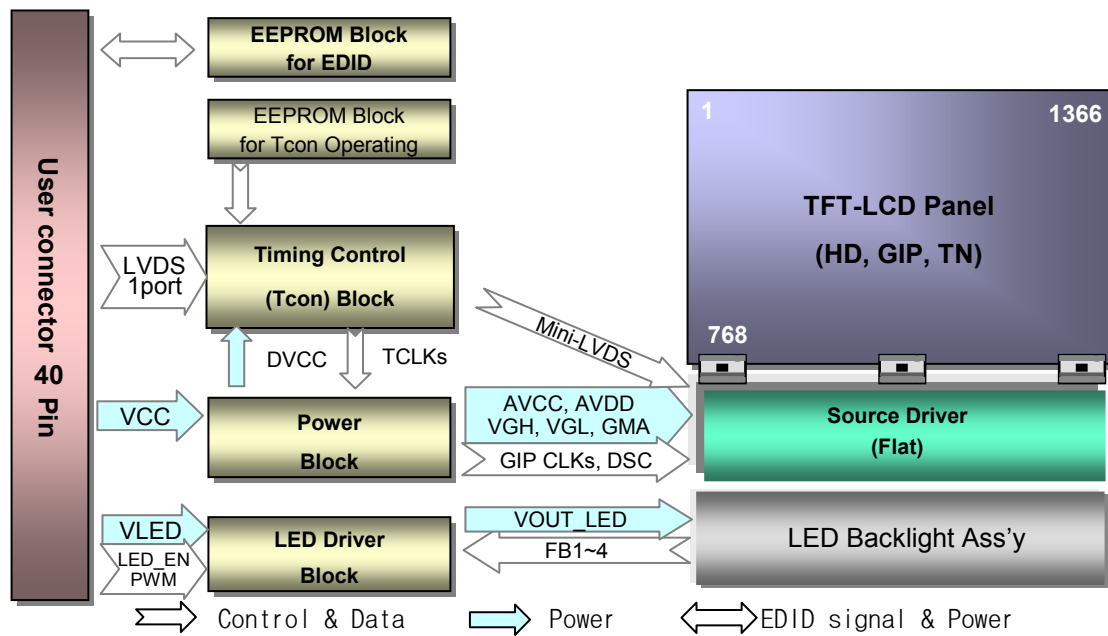 User connector 40 Pin
EEPROM Block
for EDID
EEPROM Block
for Tcon Operating
LVDS
1port
Timing Control
(Tcon) Block
DVCC
TCLKs
Mini-LVDS
VCC
Power
Block
AVCC, AVDD
VGH, VGL, GMA
GIP CLKs, DSC
VLED
LED_EN
PWM
LED Driver
Block
VOUT_LED
FB1~4
1
1366
TFT-LCD Panel
(HD, GIP, TN)
768
Source Driver
(Flat)
LED Backlight Ass'y
Control & Data
Power
EDID signal & Power